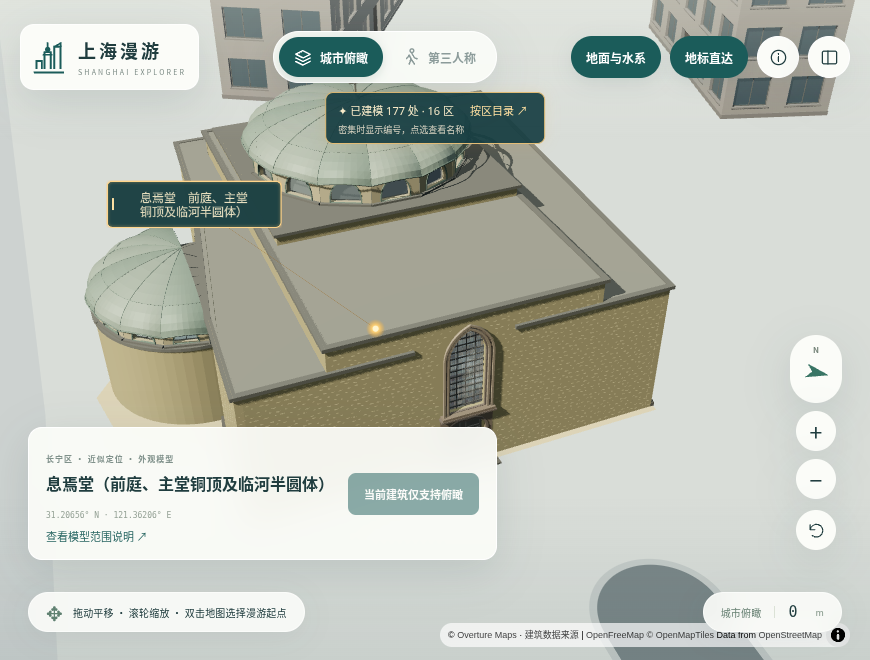 上海漫游
SHANGHAI EXPLORER
城市俯瞰
第三人称
地面与水系
地标直达
✦ 已建模 177 处 · 16 区 按区目录 ↗
密集时显示编号，点选查看名称
息焉堂 前庭、主堂
铜顶及临河半圆体）
N
长宁区 · 近似定位 · 外观模型
息焉堂（前庭、主堂铜顶及临河半圆体）
当前建筑仅支持俯瞰
31.20656° N · 121.36206° E
查看模型范围说明 ↗
拖动平移 · 滚轮缩放 · 双击地图选择漫游起点
城市俯瞰 0 m
© Overture Maps · 建筑数据来源 | OpenFreeMap © OpenMapTiles Data from OpenStreetMap